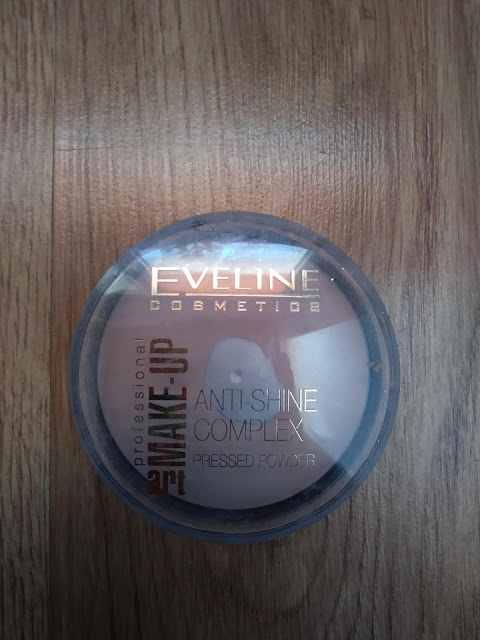 EVELINE
COSMETICS
art professional
MAKE-UP
ANTI-SHINE
COMPLEX
PRESSED POWDER